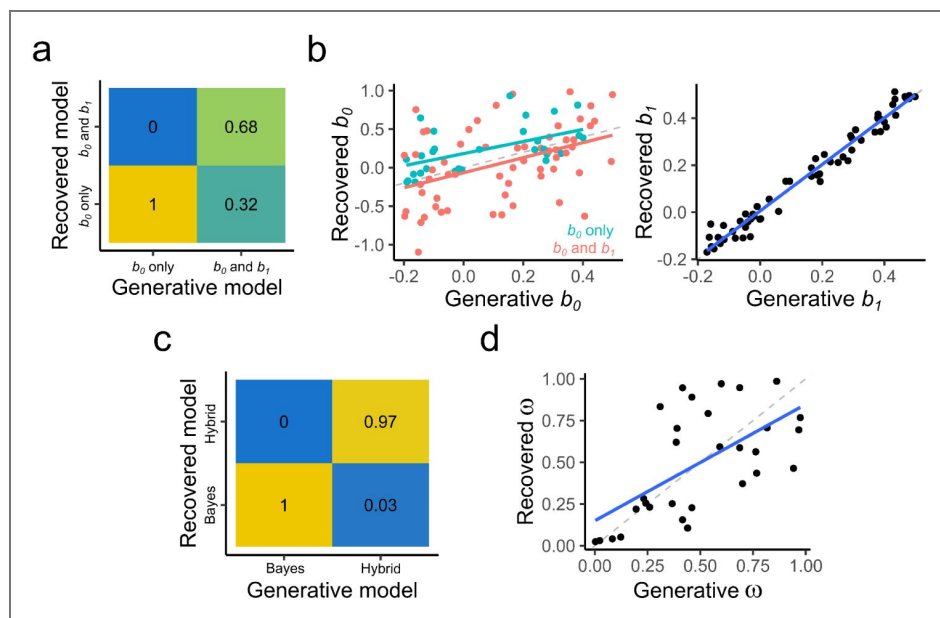 a
Recovered model
b0 and b1
b0 only
0
0.68
1
0.32
b0 only
b0 and b1
Generative model
b
Recovered b0
1.0
0.5
0.0
-0.5
-1.0
b0 only
b0 and b1
-0.2
0.0
0.2
0.4
Generative b0
Recovered b1
0.4
0.2
0.0
-0.2
-0.2
0.0
0.2
0.4
Generative b1
c
Recovered model
Hybrid
Bayes
0
0.97
1
0.03
Bayes
Hybrid
Generative model
d
Recovered ω
1.00
0.75
0.50
0.25
0.00
0.00
0.25
0.50
0.75
1.00
Generative ω